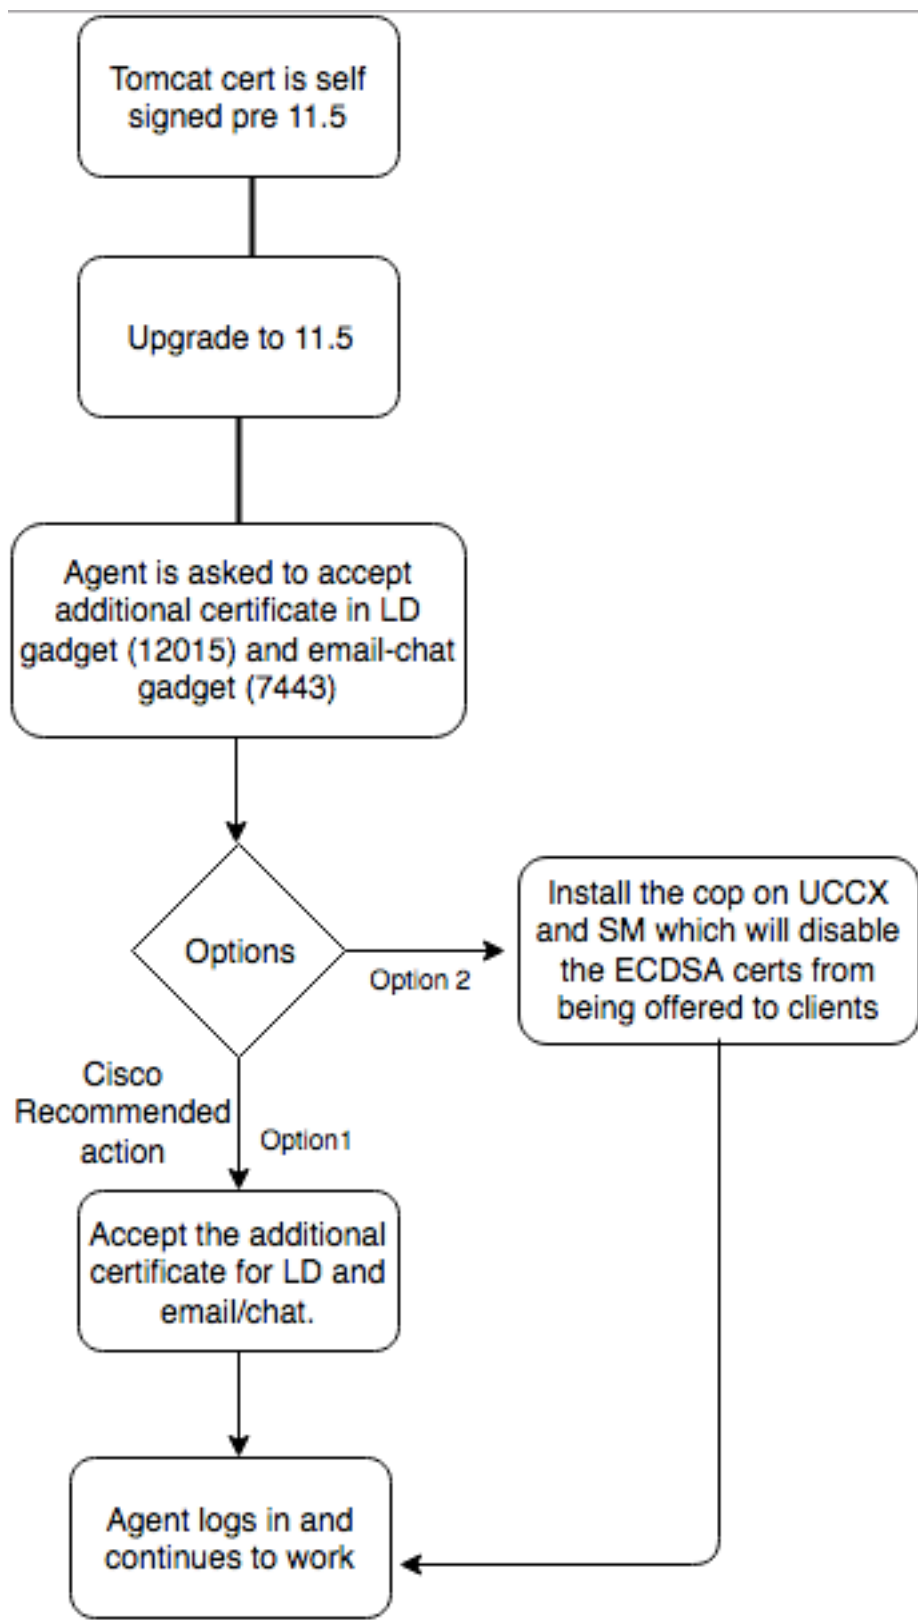 Tomcat cert is self
signed pre 11.5
Upgrade to 11.5
Agent is asked to accept
additional certificate in LD
gadget (12015) and email-chat
gadget (7443)
Options
Option 2
Install the cop on UCCX
and SM which will disable
the ECDSA certs from
being offered to clients
Cisco
Recommended
action
Option1
Accept the additional
certificate for LD and
email/chat.
Agent logs in and
continues to work